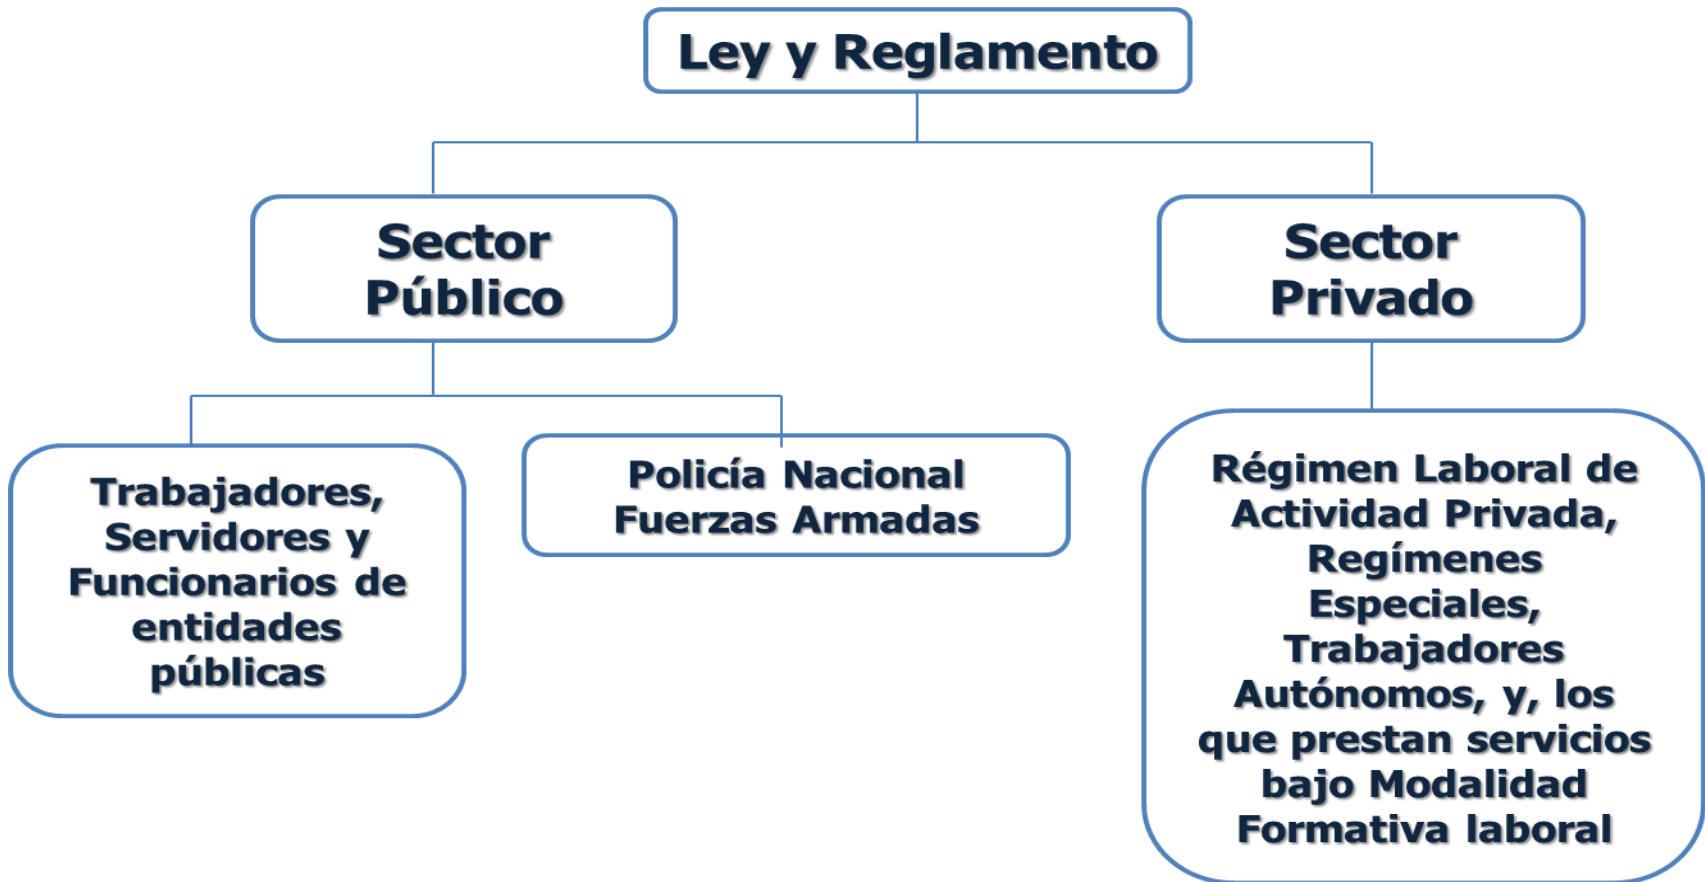 Ley y Reglamento
Sector
Público
Sector
Privado
Trabajadores,
Servidores y
Funcionarios de
entidades
públicas
Policía Nacional
Fuerzas Armadas
Régimen Laboral de
Actividad Privada,
Regímenes
Especiales,
Trabajadores
Autónomos, y, los
que prestan servicios
bajo Modalidad
Formativa laboral